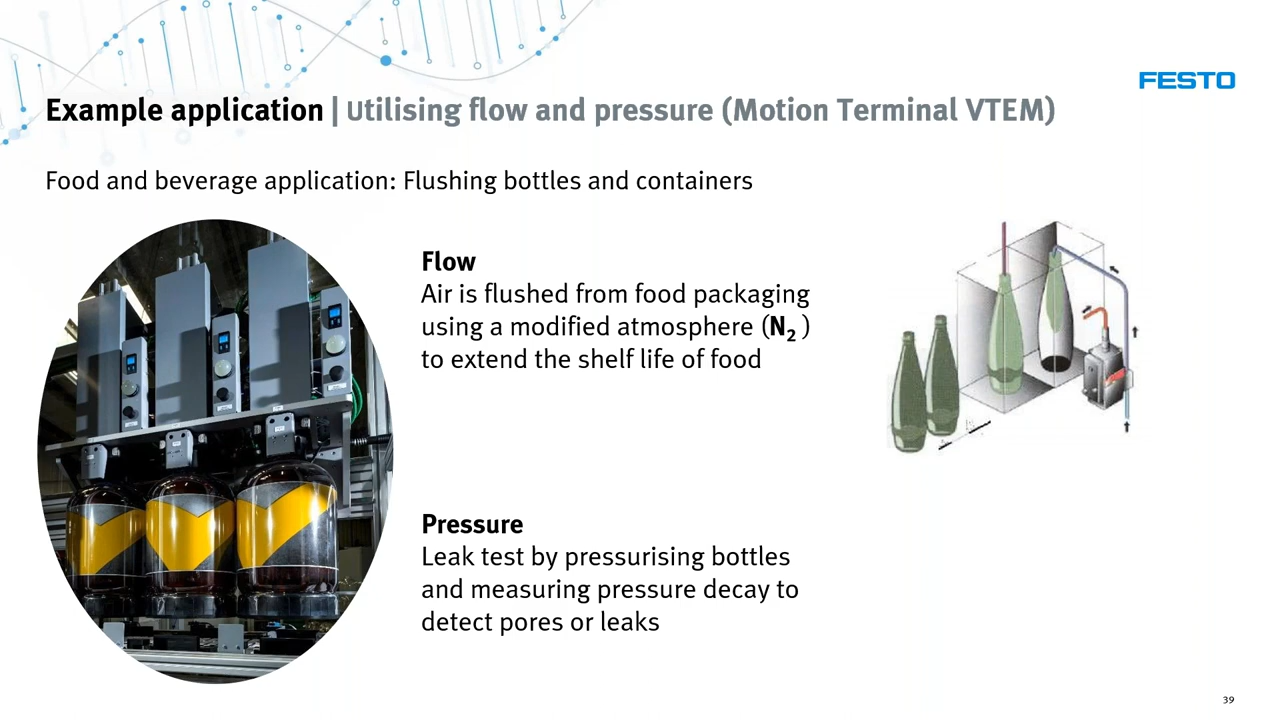 FESTO
Example application | Utilising flow and pressure (Motion Terminal VTEM)
Food and beverage application: Flushing bottles and containers
Flow
Air is flushed from food packaging
using a modified atmosphere (N₂ )
to extend the shelf life of food
Pressure
Leak test by pressurising bottles
and measuring pressure decay to
detect pores or leaks
39